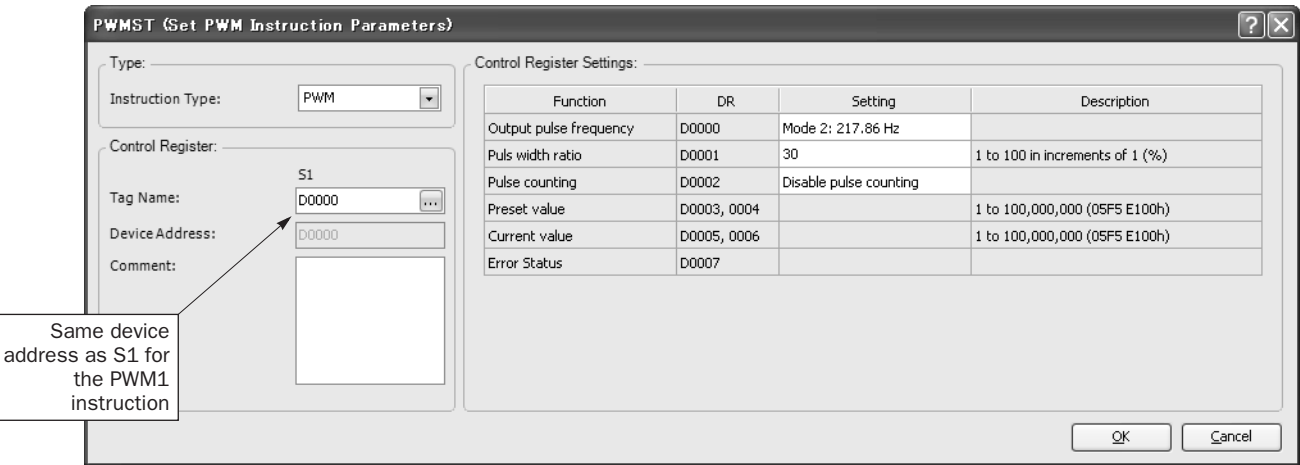 PWMST (Set PWM Instruction Parameters)
Type:
Instruction Type:
PWM
Control Register:
S1
Tag Name:
D0000
...
Device Address:
D0000
Comment:
Same device
address as S1 for
the PWM1
instruction
Control Register Settings:
Function DR Setting Description
Output pulse frequency D0000 Mode 2: 217.86 Hz
Puls width ratio D0001 30 1 to 100 in increments of 1 (%)
Pulse counting D0002 Disable pulse counting
Preset value D0003, 0004 1 to 100,000,000 (05F5 E100h)
Current value D0005, 0006 1 to 100,000,000 (05F5 E100h)
Error Status D0007
OK
Cancel